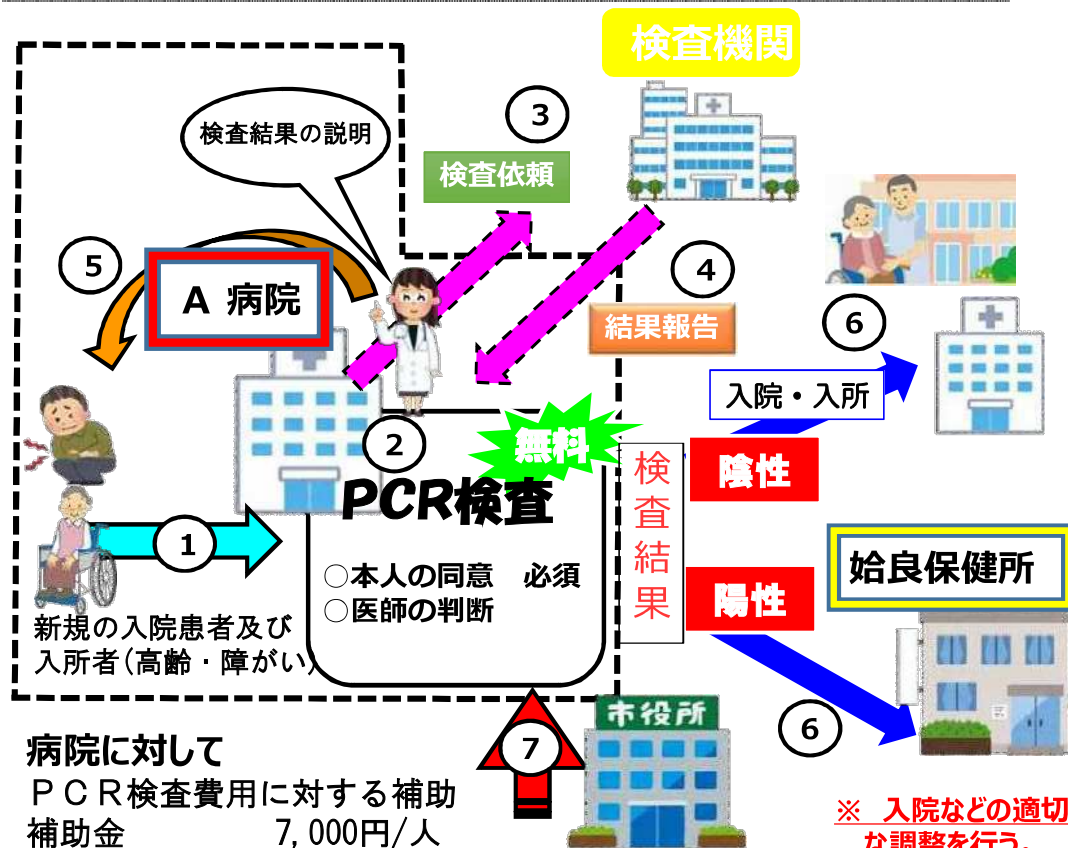 検査機関
検査結果の説明
③
検査依頼
⑤
A 病院
④
結果報告
⑥
入院・入所
②
無料
PCR検査
検査結果
陰性
①
○本人の同意　必須
○医師の判断
陽性
始良保健所
新規の入院患者及び
入所者(高齢・障がい)
市役所
⑦
⑥
病院に対して
ＰＣＲ検査費用に対する補助
補助金　　　　7,000円/人
※　入院などの適切
な調整を行う。